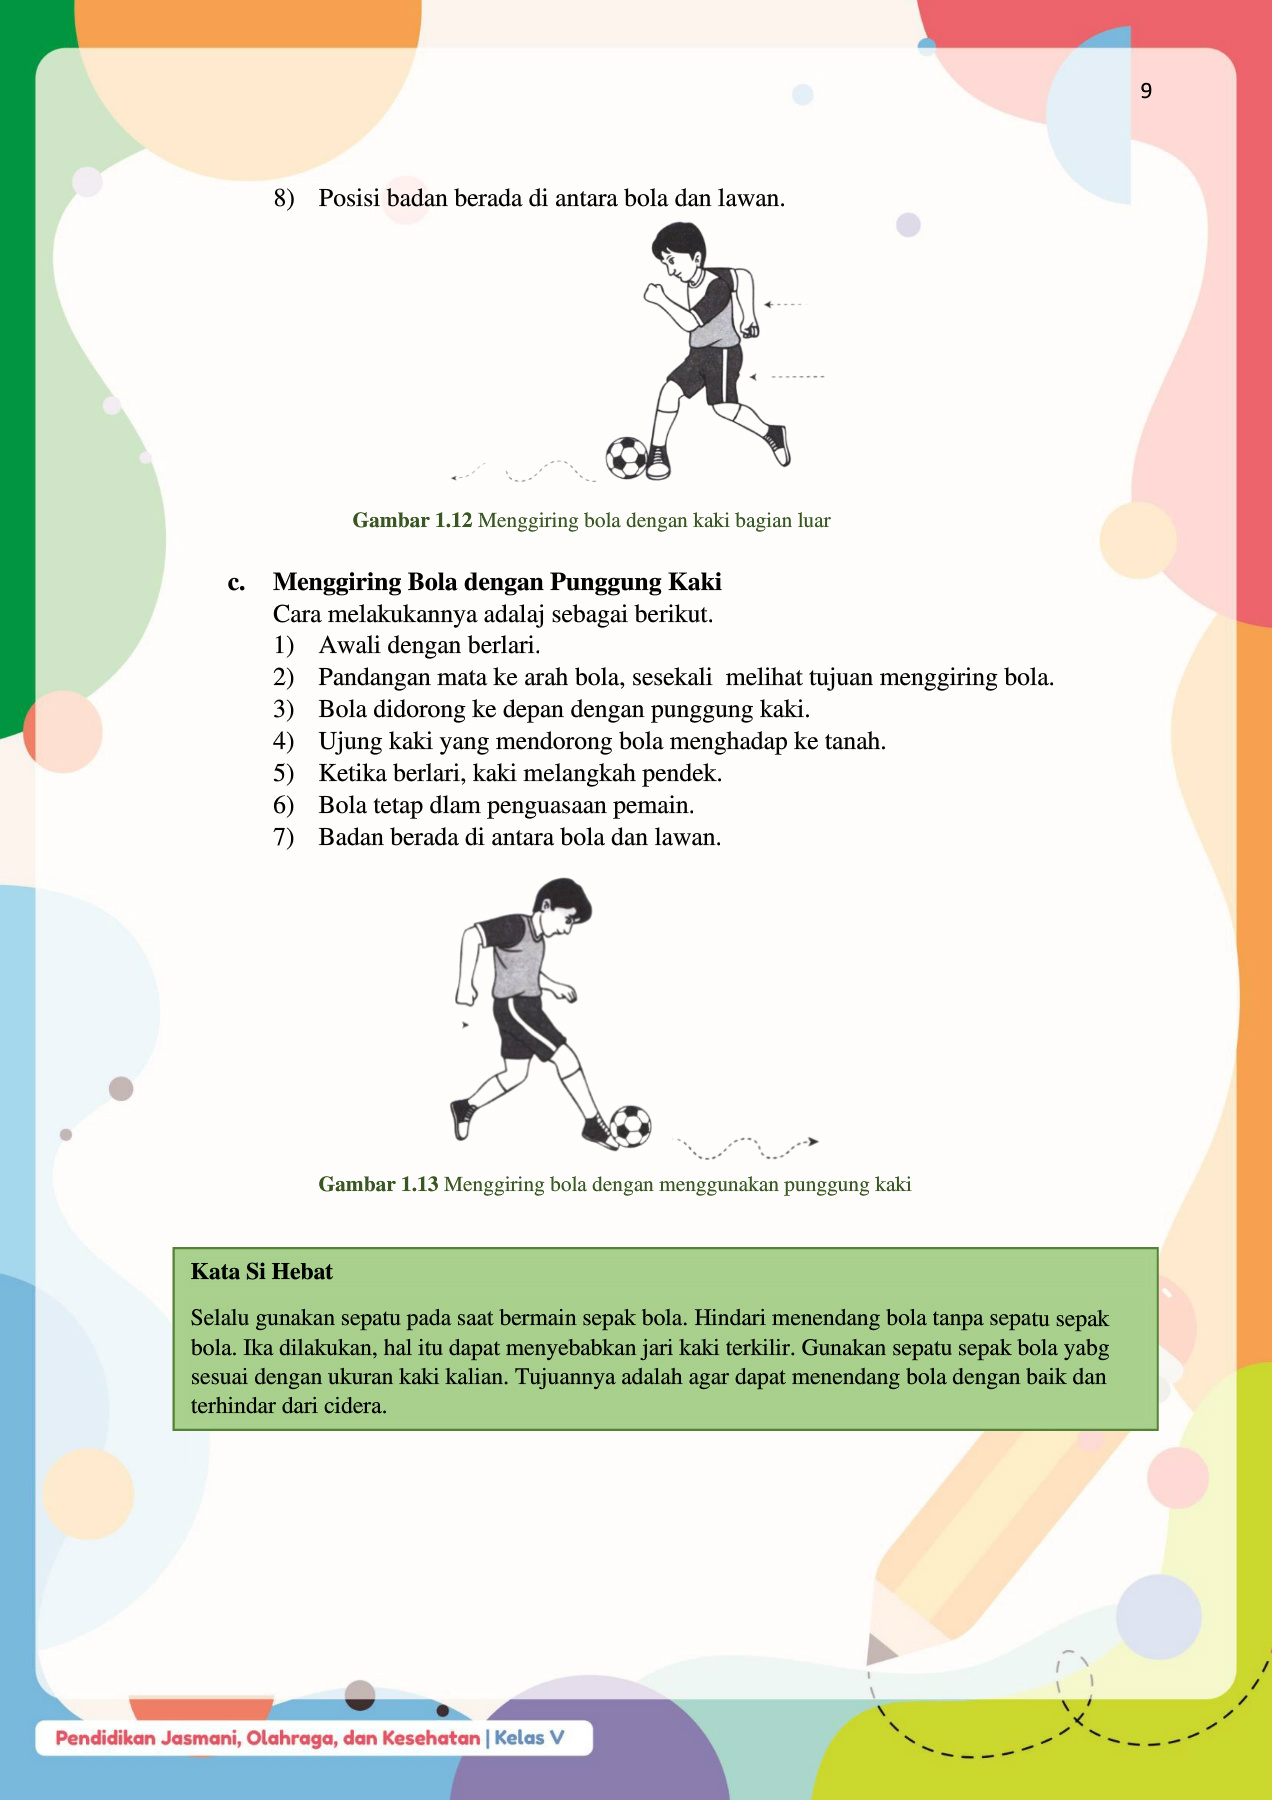 9
8) Posisi badan berada di antara bola dan lawan.
Gambar 1.12 Menggiring bola dengan kaki bagian luar
c. Menggiring Bola dengan Punggung Kaki
Cara melakukannya adalaj sebagai berikut.
1) Awali dengan berlari.
2) Pandangan mata ke arah bola, sesekali melihat tujuan menggiring bola.
3) Bola didorong ke depan dengan punggung kaki.
4) Ujung kaki yang mendorong bola menghadap ke tanah.
5) Ketika berlari, kaki melangkah pendek.
6) Bola tetap dlam penguasaan pemain.
7) Badan berada di antara bola dan lawan.
Gambar 1.13 Menggiring bola dengan menggunakan punggung kaki
Kata Si Hebat
Selalu gunakan sepatu pada saat bermain sepak bola. Hindari menendang bola tanpa sepatu sepak
bola. Ika dilakukan, hal itu dapat menyebabkan jari kaki terkilir. Gunakan sepatu sepak bola yabg
sesuai dengan ukuran kaki kalian. Tujuannya adalah agar dapat menendang bola dengan baik dan
terhindar dari cidera.
Pendidikan Jasmani, Olahraga, dan Kesehatan | Kelas V